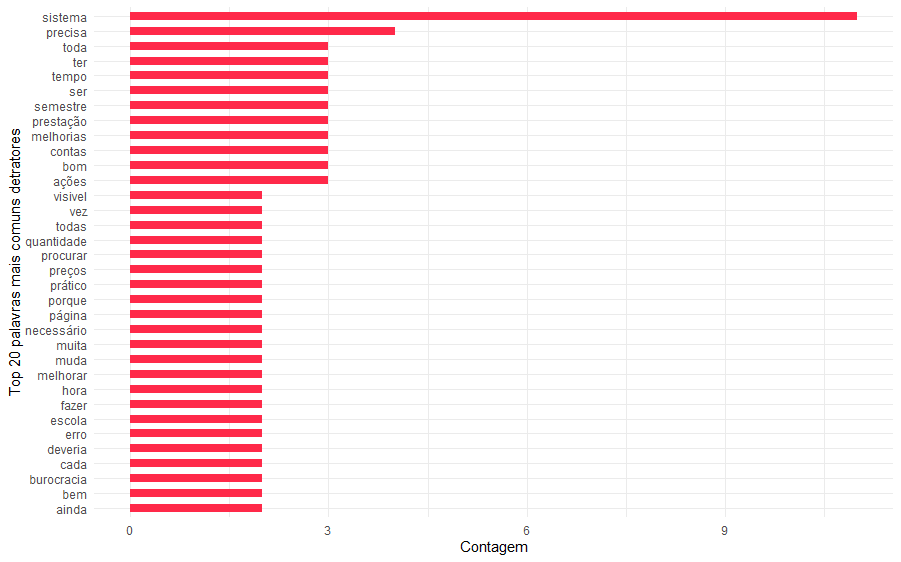 Top 20 palavras mais comuns detratores
sistema
precisa
toda
ter
tempo
ser
semestre
prestação
melhorias
contas
bom
ações
visivel
vez
todas
quantidade
procurar
preços
prático
porque
página
necessário
muita
muda
melhorar
hora
fazer
escola
erro
deveria
cada
burocracia
bem
ainda
0 3 6 9
Contagem